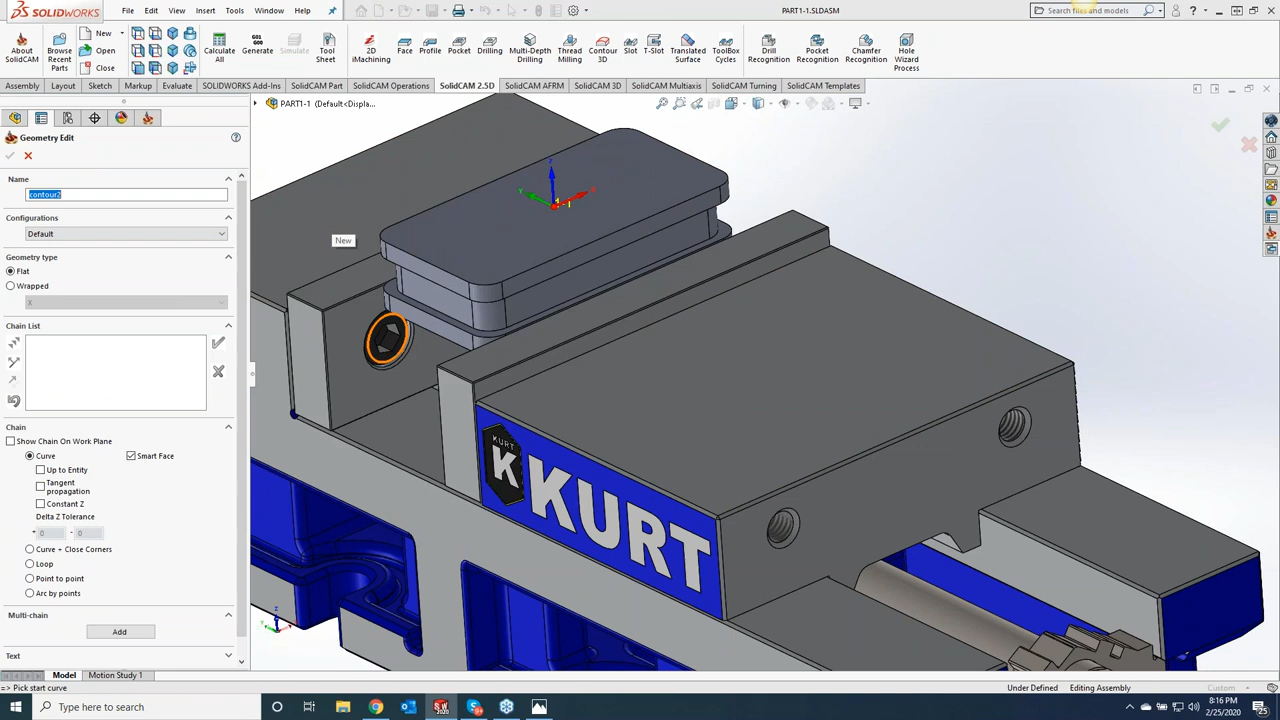 SOLIDWORKS
File
Edit
View
Insert
Tools
Window
Help
PART1-1.SLDASM
Search files and models
About
SolidCAM
Browse
Recent
Parts
New
Open
Close
Calculate
All
G01
G00
Generate
Simulate
Tool
Sheet
2D
iMachining
Face
Profile
Pocket
Drilling
Multi-Depth
Drilling
Thread
Milling
Contour
3D
Slot
T-Slot
Translated
Surface
ToolBox
Cycles
Drill
Recognition
Pocket
Recognition
Chamfer
Recognition
Hole
Wizard
Process
Assembly
Layout
Sketch
Markup
Evaluate
SOLIDWORKS Add-Ins
SolidCAM Part
SolidCAM Operations
SolidCAM 2.5D
SolidCAM AFRM
SolidCAM 3D
SolidCAM Multiaxis
SolidCAM Turning
SolidCAM Templates
PART1-1 (Default<Displa...
Geometry Edit
Name
contour2
Configurations
Default
Geometry type
Flat
Wrapped
X
Chain List
Chain
Show Chain On Work Plane
Curve
Smart Face
Up to Entity
Tangent
propagation
Constant Z
Delta Z Tolerance
+ 0 - 0
Curve + Close Corners
Loop
Point to point
Arc by points
Multi-chain
Add
Text
New
Z
Y
X
KURT
K
KURT
Z
Model
Motion Study 1
=> Pick start curve
Under Defined
Editing Assembly
Custom
Type here to search
8:16 PM
2/25/2020
25